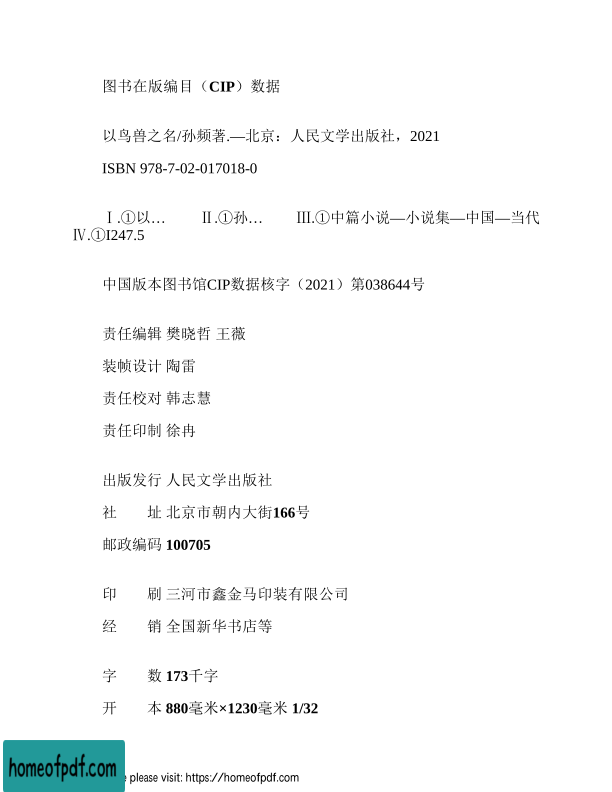 图书在版编目（CIP）数据
以鸟兽之名/孙频著.—北京：人民文学出版社，2021
ISBN 978-7-02-017018-0
Ⅰ.①以… Ⅱ.①孙… Ⅲ.①中篇小说—小说集—中国—当代
Ⅳ.①I247.5
中国版本图书馆CIP数据核字（2021）第038644号
责任编辑 樊晓哲 王薇
装帧设计 陶雷
责任校对 韩志慧
责任印制 徐冉
出版发行 人民文学出版社
社　　址 北京市朝内大街166号
邮政编码 100705
印　　刷 三河市鑫金马印装有限公司
经　　销 全国新华书店等
字　　数 173千字
开　　本 880毫米×1230毫米 1/32
homeofpdf.com
please visit: https://homeofpdf.com